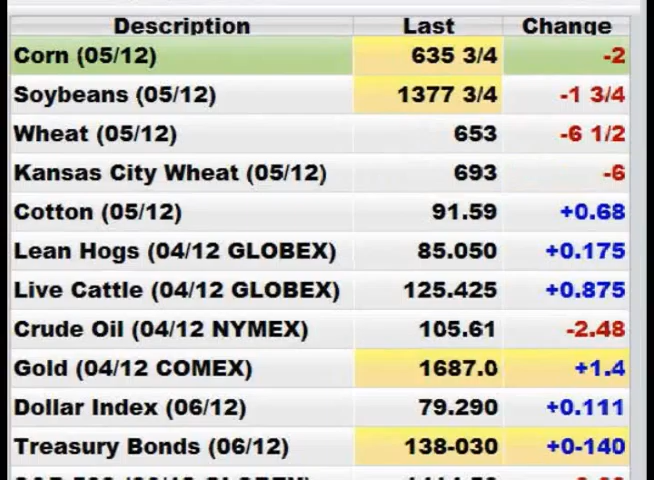 Description Last Change
Corn (05/12) 635 3/4 -2
Soybeans (05/12) 1377 3/4 -1 3/4
Wheat (05/12) 653 -6 1/2
Kansas City Wheat (05/12) 693 -6
Cotton (05/12) 91.59 +0.68
Lean Hogs (04/12 GLOBEX) 85.050 +0.175
Live Cattle (04/12 GLOBEX) 125.425 +0.875
Crude Oil (04/12 NYMEX) 105.61 -2.48
Gold (04/12 COMEX) 1687.0 +1.4
Dollar Index (06/12) 79.290 +0.111
Treasury Bonds (06/12) 138-030 +0-140